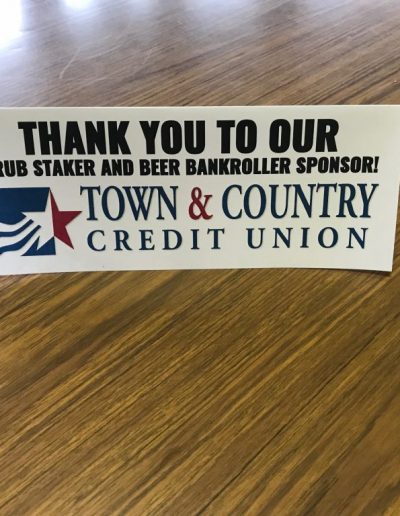 THANK YOU TO OUR
RUB STAKER AND BEER BANKROLLER SPONSOR!
TOWN & COUNTRY
CREDIT UNION